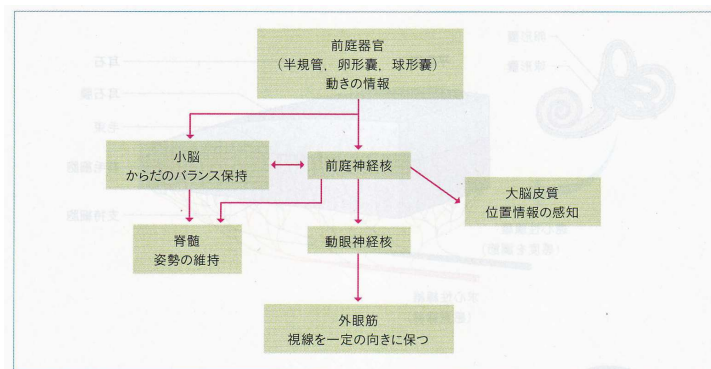 前庭器官
（半規管，卵形嚢，球形嚢）
動きの情報
小脳
からだのバランス保持
前庭神経核
大脳皮質
位置情報の感知
脊髄
姿勢の維持
動眼神経核
外眼筋
視線を一定の向きに保つ